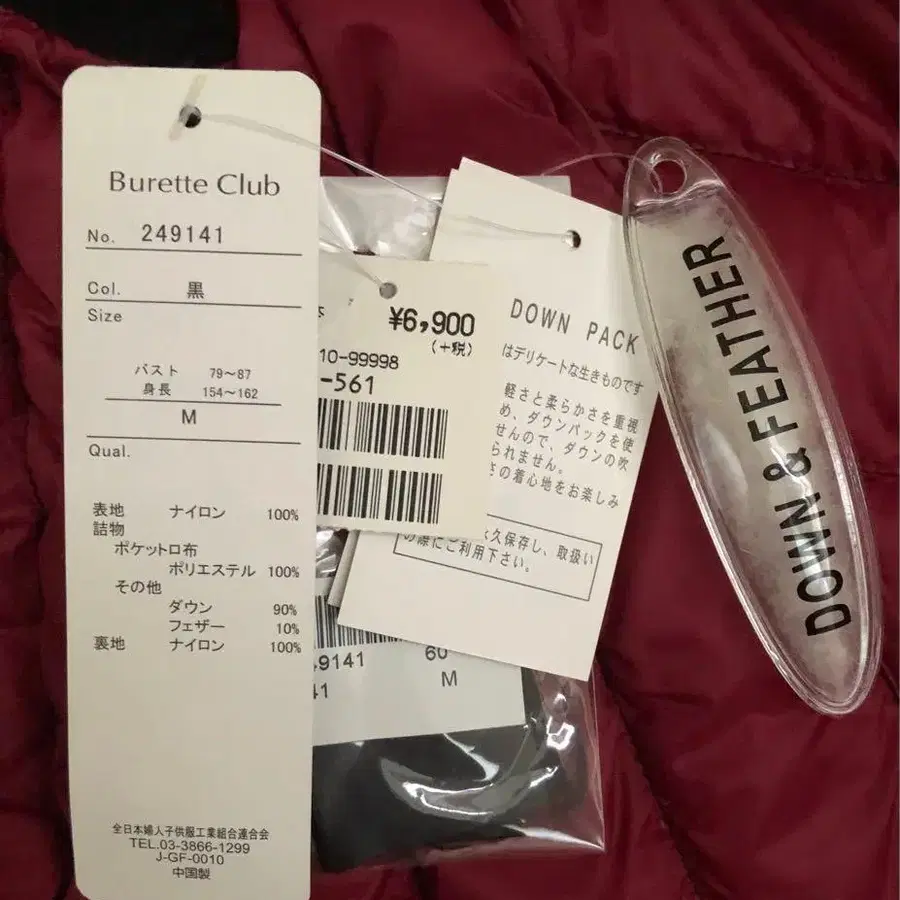 Burette Club
No. 249141
Col. 黒
Size
バスト 79～87
身長 154～162
M
Qual.
表地 ナイロン 100%
詰物
ポケット口布
ポリエステル 100%
その他
ダウン 90%
フェザー 10%
裏地 ナイロン 100%
全日本婦人子供服工業組合連合会
TEL.03-3866-1299
J-GF-0010
中国製
¥6,900
(+税)
10-99998
-561
DOWN PACK
はデリケートな生きものです
軽さと柔らかさを重視
め、ダウンパックを使
せんので、ダウンの吹
られません。
さの着心地をお楽しみ
久保存し、取扱い
の際にご利用下さい。
9141 60
41 M
DOWN & FEATHER